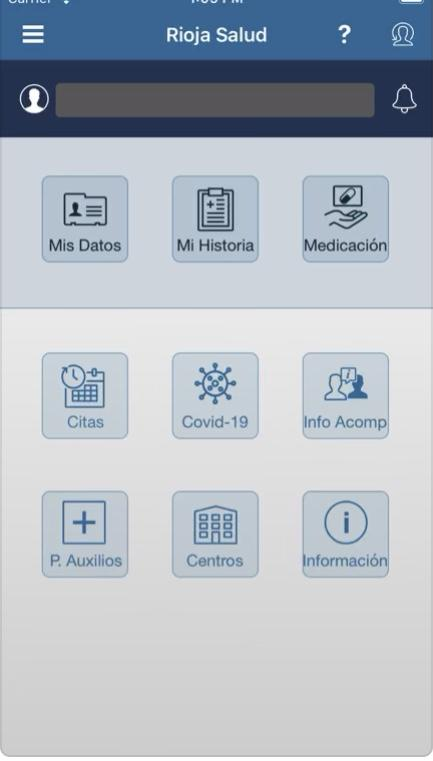 Rioja Salud ?
Mis Datos Mi Historia Medicación
Citas Covid-19 Info Acomp
P. Auxilios Centros Información